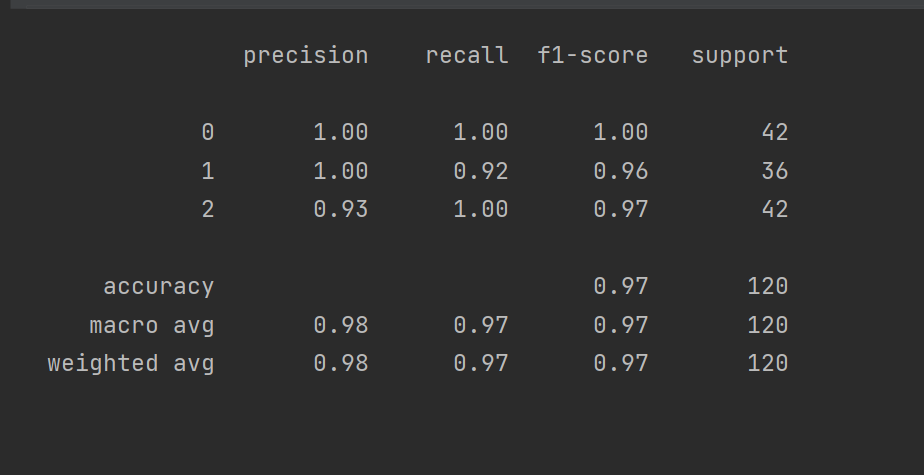 precision recall f1-score support
0 1.00 1.00 1.00 42
1 1.00 0.92 0.96 36
2 0.93 1.00 0.97 42
accuracy 0.97 120
macro avg 0.98 0.97 0.97 120
weighted avg 0.98 0.97 0.97 120